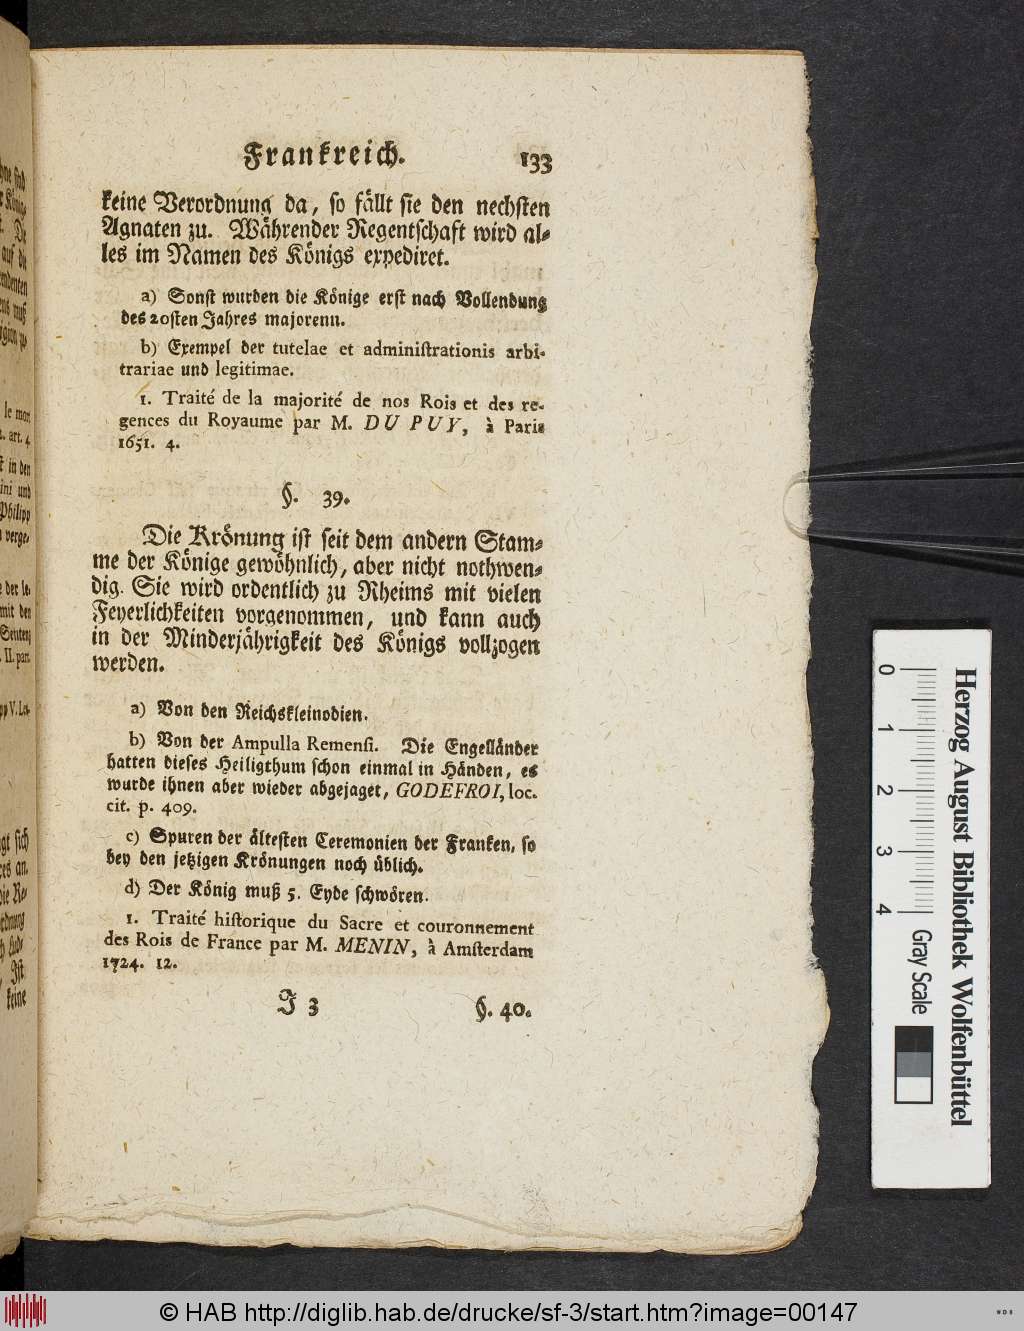 Frankreich. 133
keine Verordnung da, so fällt sie den nechsten
Agnaten zu. Währender Regentschaft wird al-
les im Namen des Königs expediret.
a) Sonst wurden die Könige erst nach Vollendung
des 20sten Jahres majorenn.
b) Exempel der tutelae et administrationis arbi-
trariae und legitimae.
1. Traité de la majorité de nos Rois et des re-
gences du Royaume par M. DU PUY, à Paris
1651. 4.
§. 39.
Die Krönung ist seit dem andern Stam-
me der Könige gewöhnlich, aber nicht nothwen-
dig. Sie wird ordentlich zu Rheims mit vielen
Feyerlichkeiten vorgenommen, und kann auch
in der Minderjährigkeit des Königs vollzogen
werden.
a) Von den Reichskleinodien.
b) Von der Ampulla Remensi. Die Engelländer
hatten dieses Heiligthum schon einmal in Händen, es
wurde ihnen aber wieder abgejaget, GODEFROI, loc.
cit. p. 409.
c) Spuren der ältesten Ceremonien der Franken, so
bey den jetzigen Krönungen noch üblich.
d) Der König muß 5. Eyde schwören.
1. Traité historique du Sacre et couronnement
des Rois de France par M. MENIN, à Amsterdam
1724. 12.
J 3 §. 40.
0 1 2 3 4 Gray Scale
Herzog August Bibliothek Wolfenbüttel
© HAB http://diglib.hab.de/drucke/sf-3/start.htm?image=00147